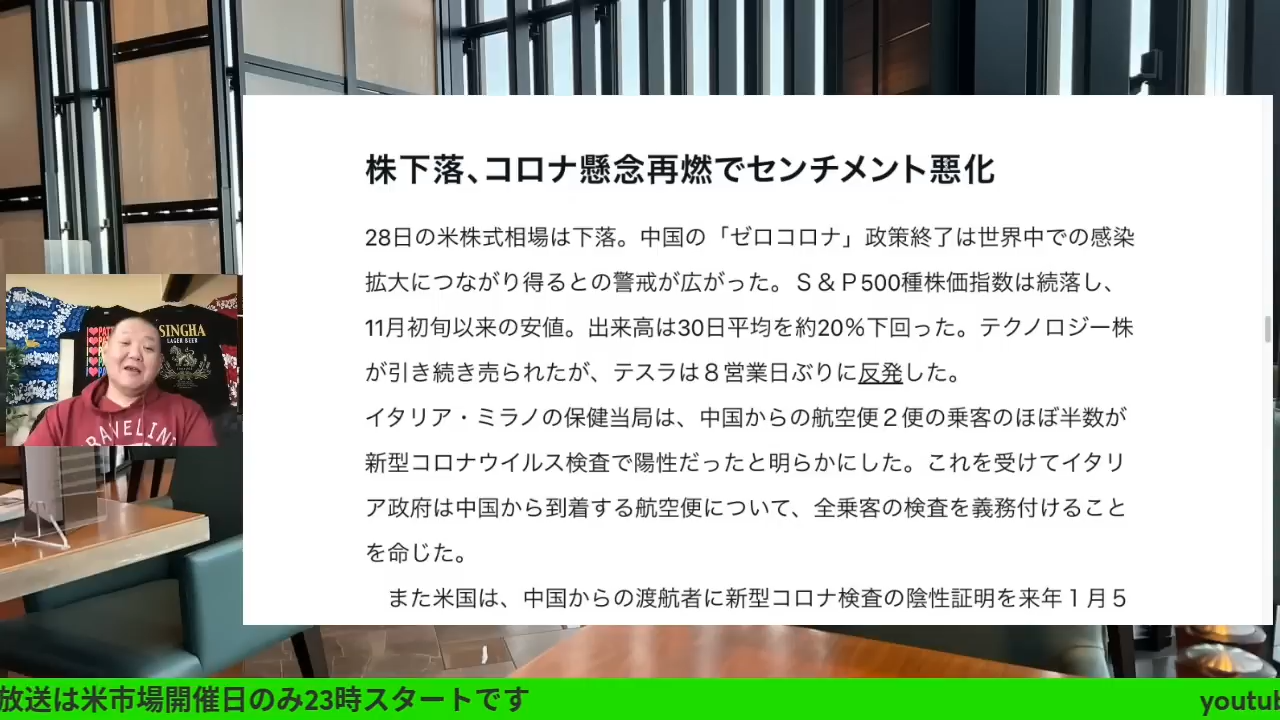 株下落、コロナ懸念再燃でセンチメント悪化
28日の米株式相場は下落。中国の「ゼロコロナ」政策終了は世界中での感染
拡大につながり得るとの警戒が広がった。Ｓ＆Ｐ500種株価指数は続落し、
11月初旬以来の安値。出来高は30日平均を約20％下回った。テクノロジー株
が引き続き売られたが、テスラは８営業日ぶりに反発した。
イタリア・ミラノの保健当局は、中国からの航空便２便の乗客のほぼ半数が
新型コロナウイルス検査で陽性だったと明らかにした。これを受けてイタリ
ア政府は中国から到着する航空便について、全乗客の検査を義務付けること
を命じた。
また米国は、中国からの渡航者に新型コロナ検査の陰性証明を来年１月５
SINGHA
LAGER BEER
放送は米市場開催日のみ23時スタートです
youtub